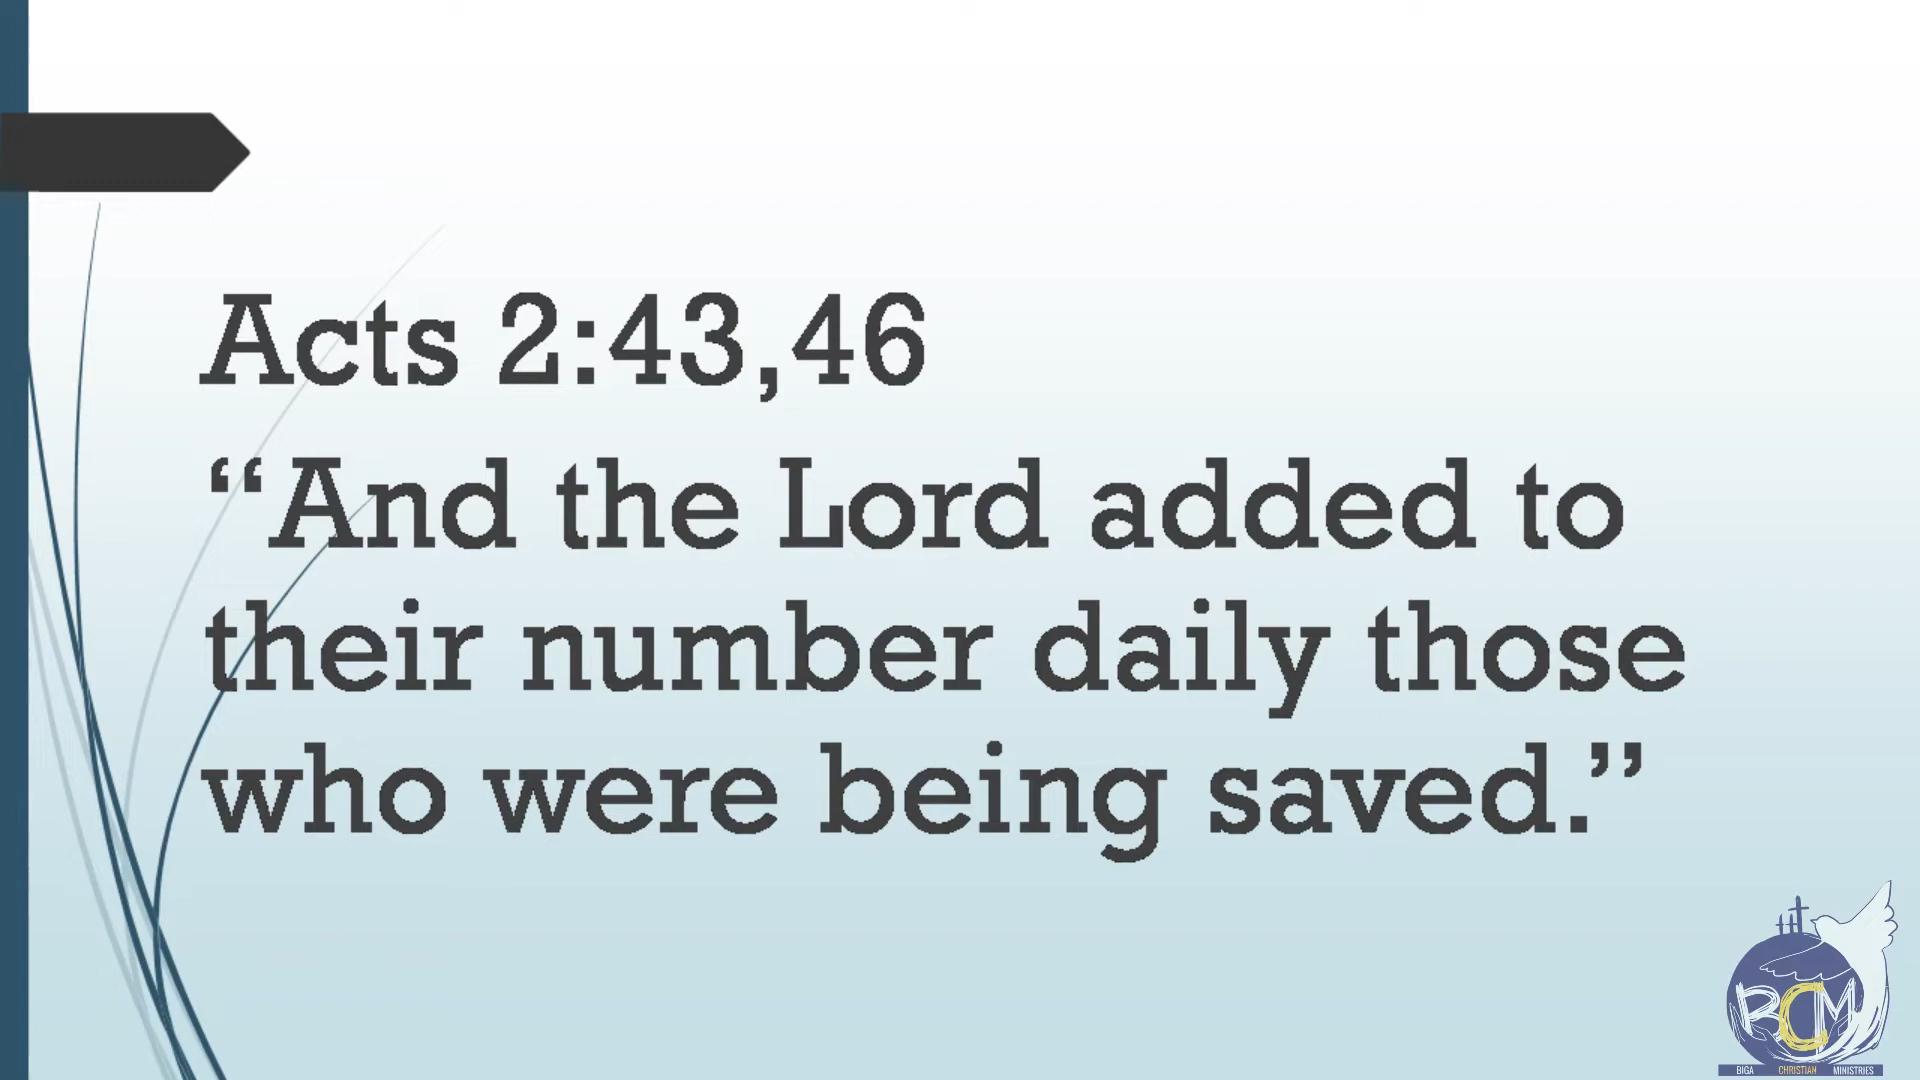 Acts 2:43,46
“And the Lord added to
their number daily those
who were being saved.”
BCM
BIGA CHRISTIAN MINISTRIES